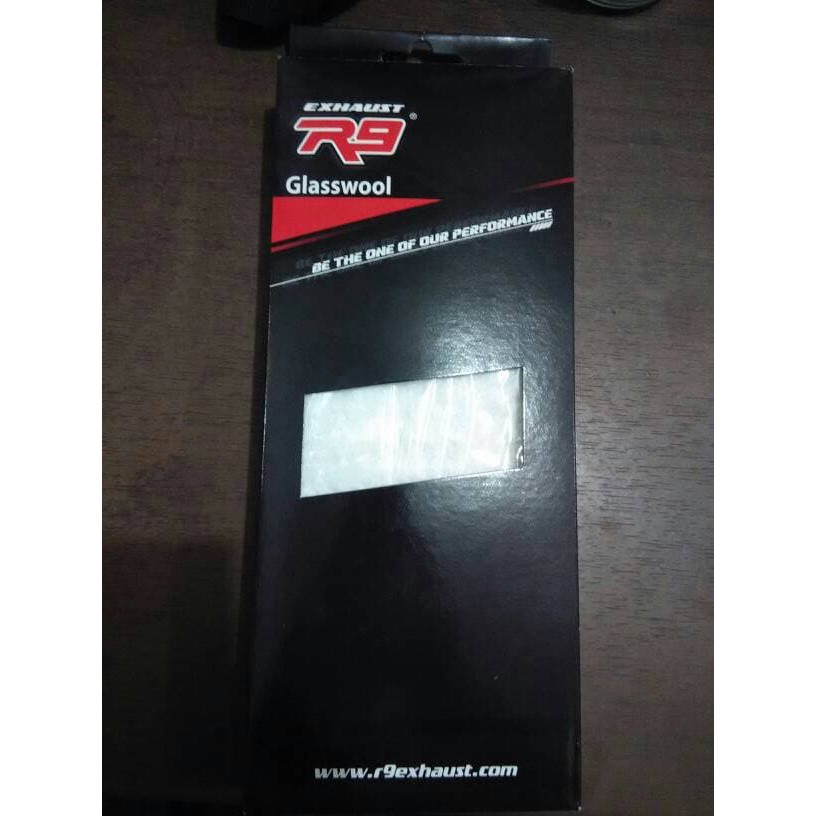 EXHAUST
R9®
Glasswool
BE THE ONE OF OUR PERFORMANCE
www.r9exhaust.com